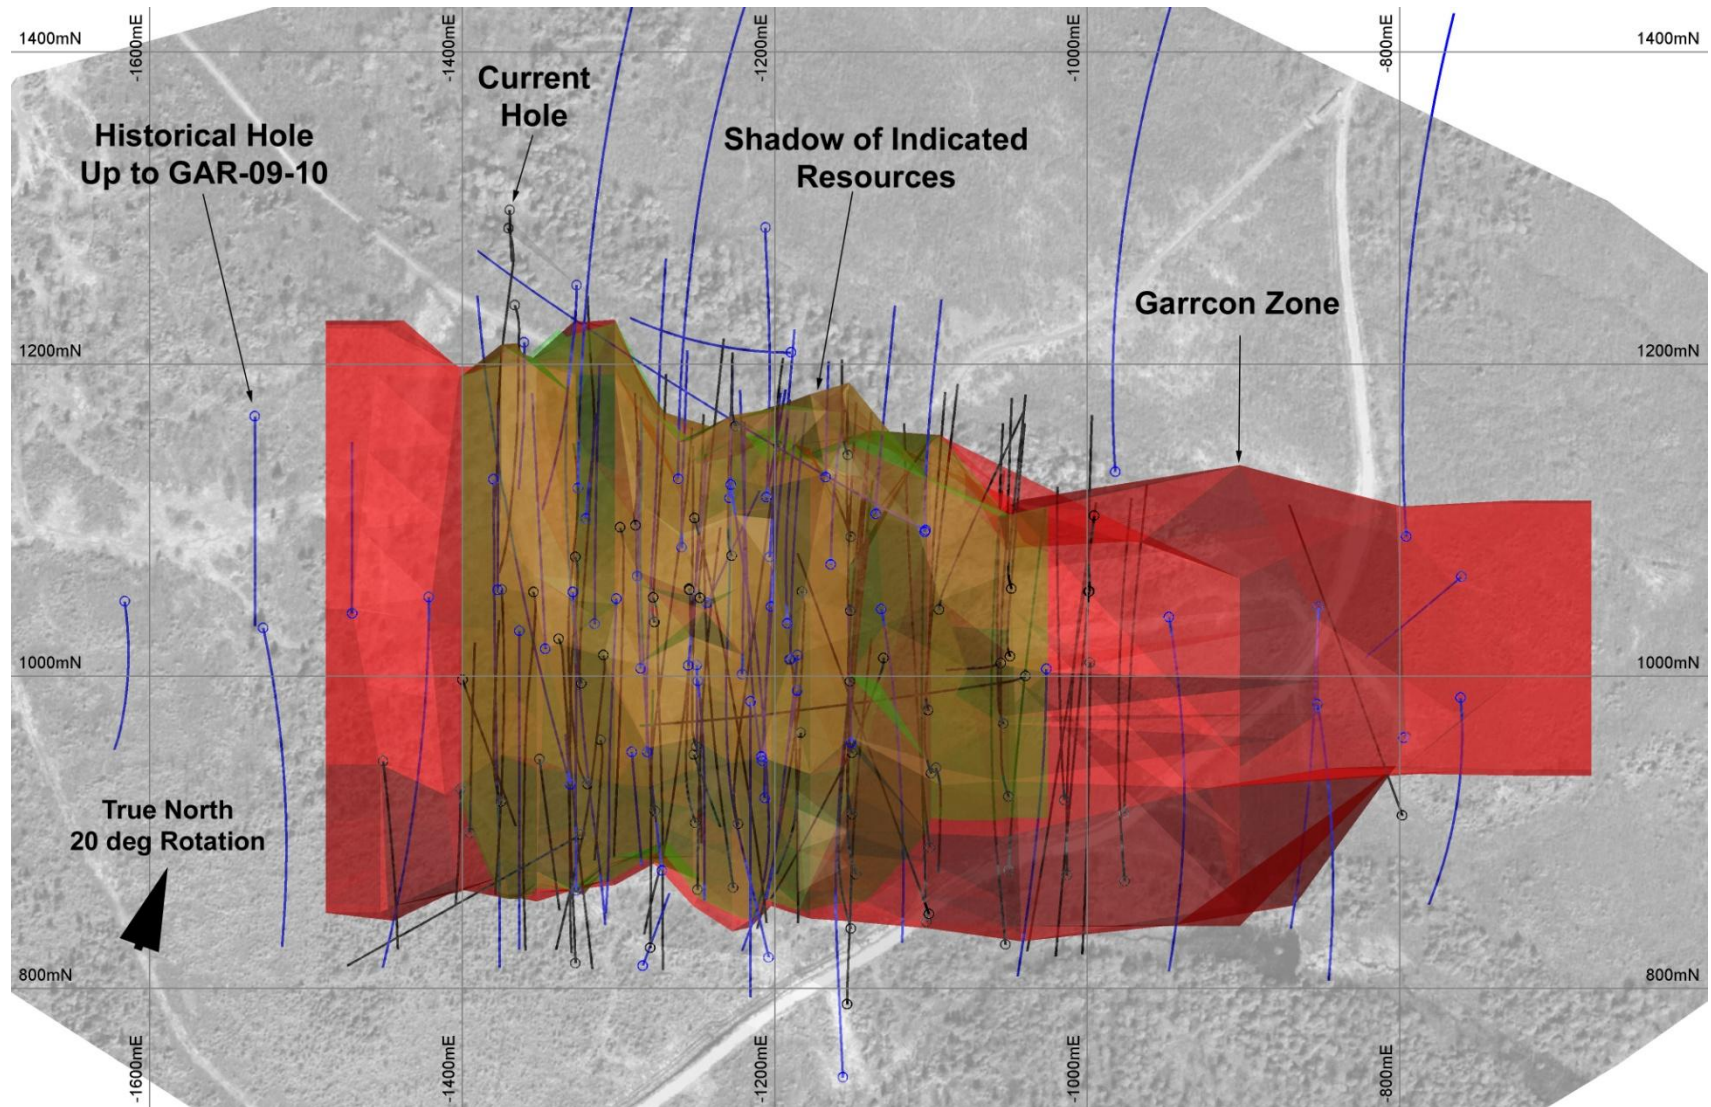 1400mN
-1600mE
-1400mE
-1200mE
-1000mE
-800mE
1400mN
Current
Hole
Historical Hole
Up to GAR-09-10
Shadow of Indicated
Resources
Garrcon Zone
1200mN
1200mN
1000mN
1000mN
True North
20 deg Rotation
800mN
800mN
-1600mE
-1400mE
-1200mE
-1000mE
-800mE